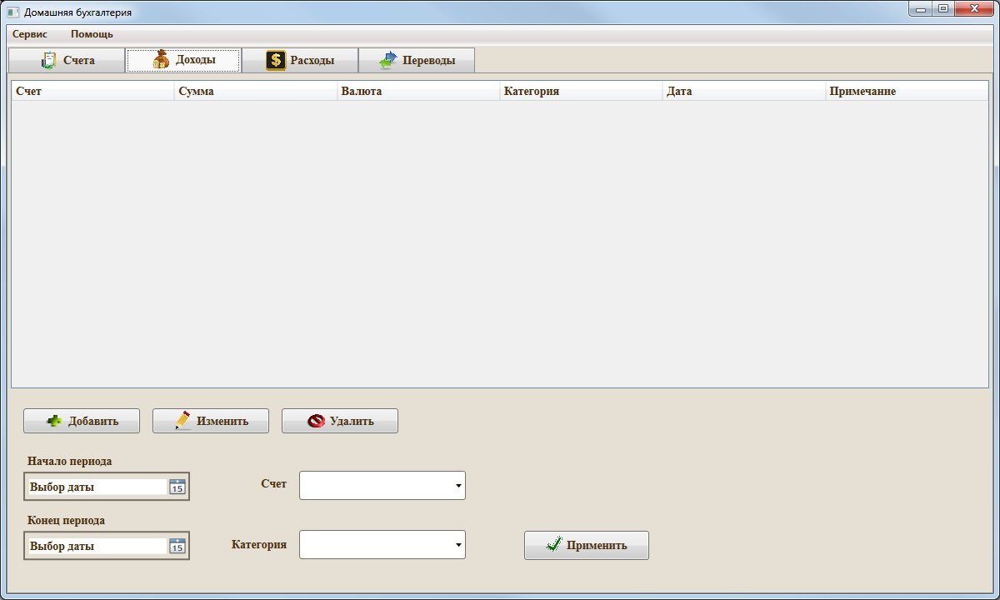 Домашняя бухгалтерия
Сервис Помощь
Счета Доходы $ Расходы Переводы
Счет Сумма Валюта Категория Дата Примечание
Добавить Изменить Удалить
Начало периода
Выбор даты 15 Счет
Конец периода
Выбор даты 15 Категория Применить